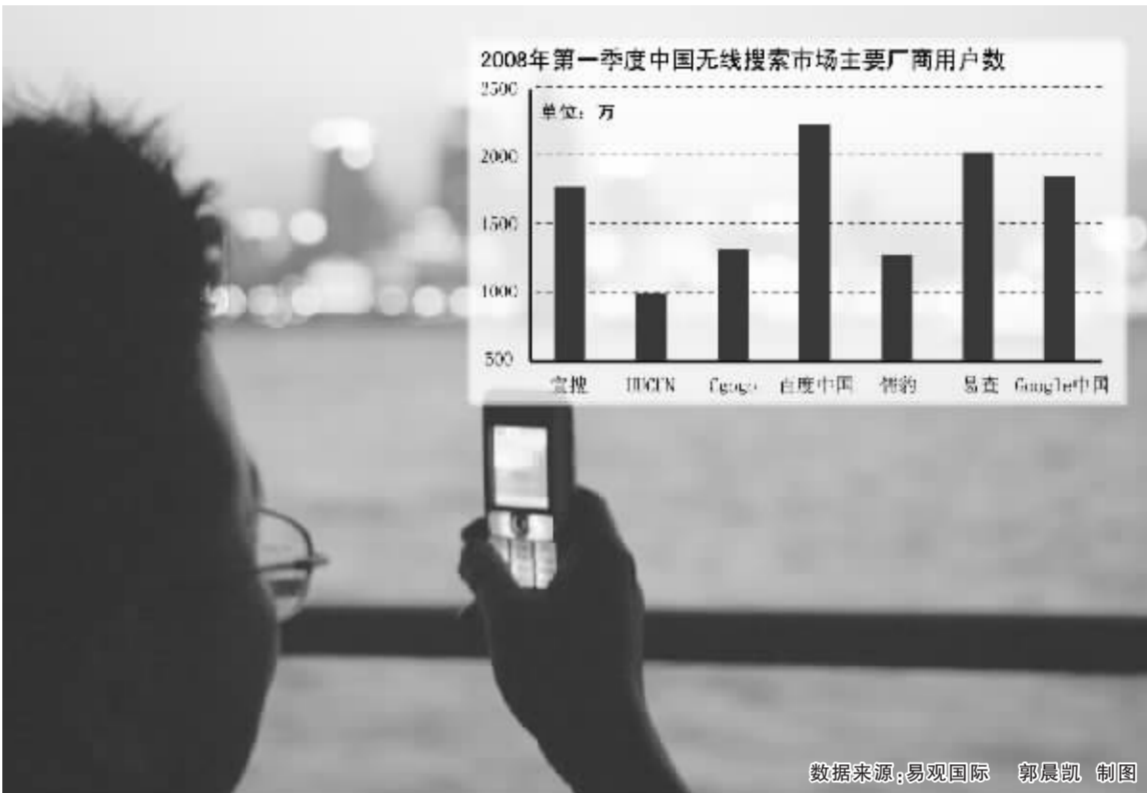 2008年第一季度中国无线搜索市场主要厂商用户数
2500
单位：万
2000
1500
1000
500
宜搜 Cgogo 百度中国 儒豹 易查 Google中国
数据来源:易观国际 郭晨凯 制图